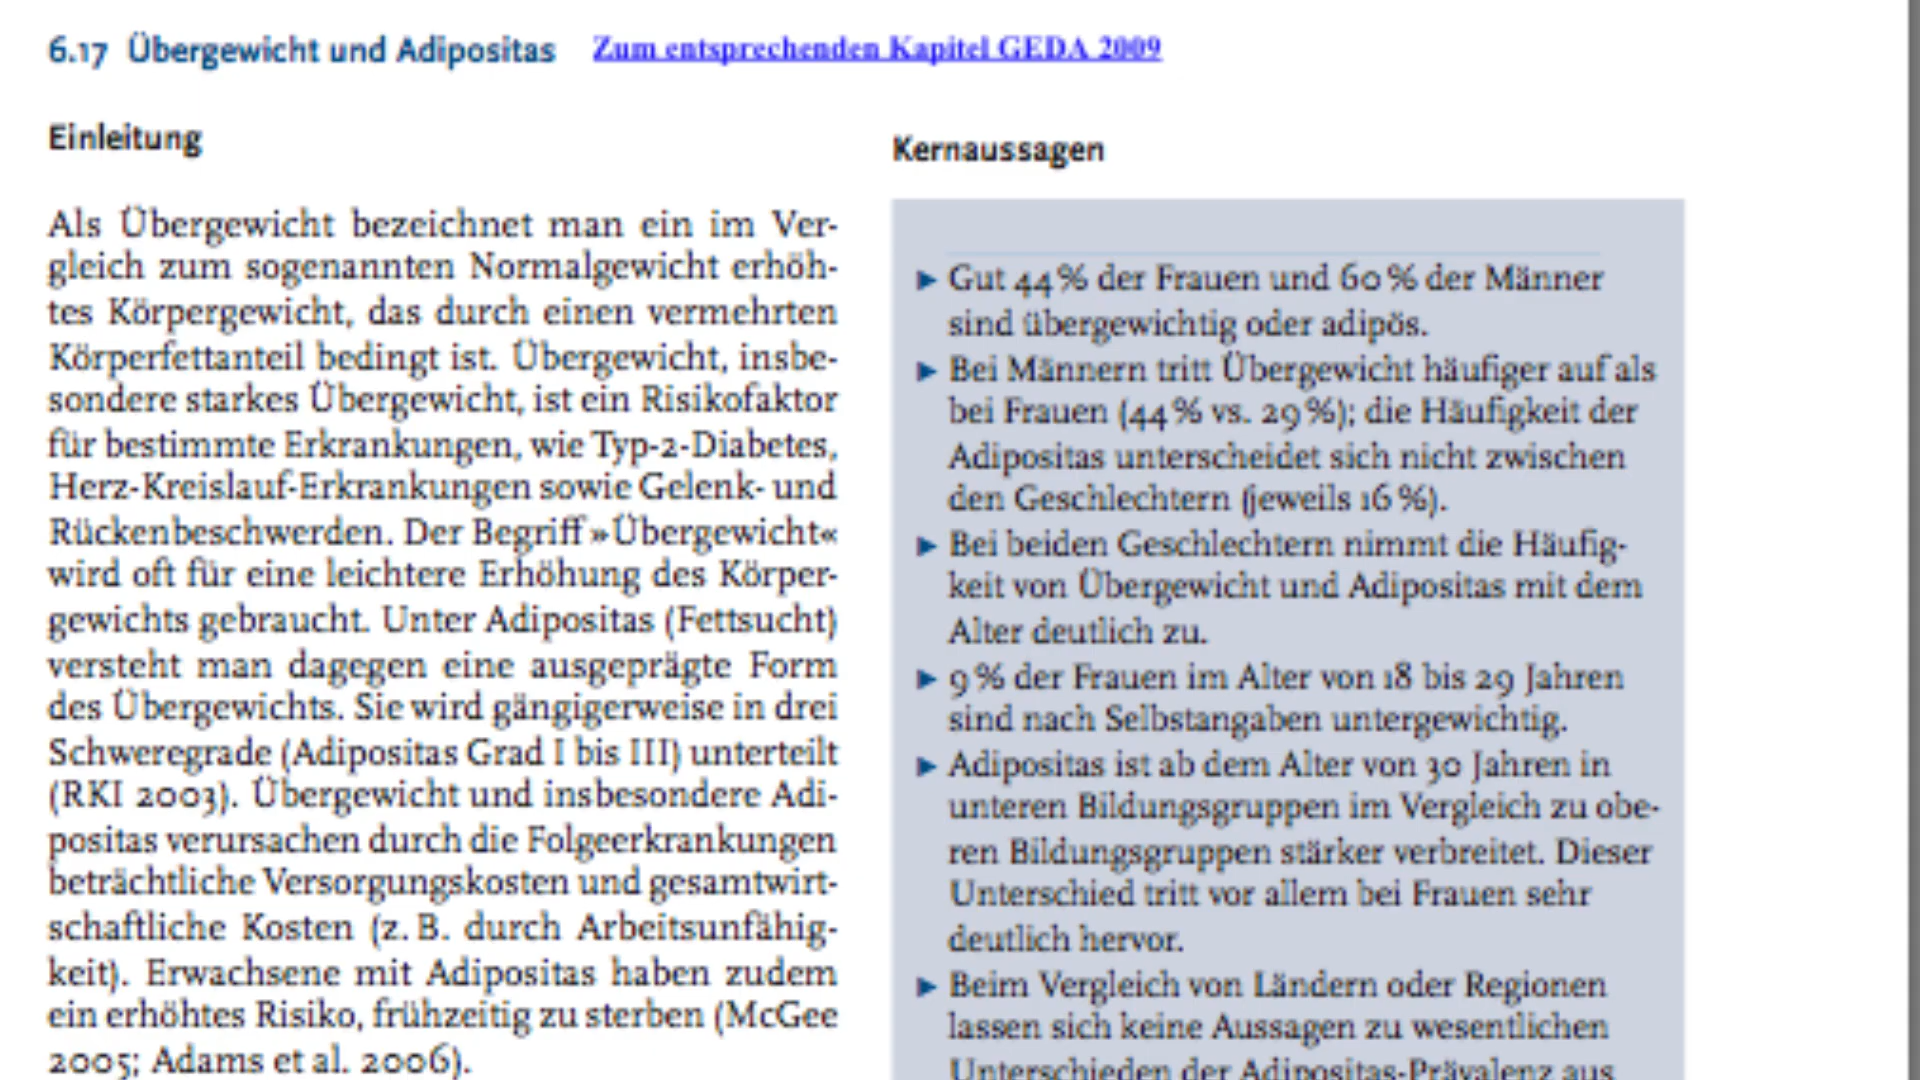 6.17 Übergewicht und Adipositas Zum entsprechenden Kapitel GEDA 2009
Einleitung
Als Übergewicht bezeichnet man ein im Ver-
gleich zum sogenannten Normalgewicht erhöh-
tes Körpergewicht, das durch einen vermehrten
Körperfettanteil bedingt ist. Übergewicht, insbe-
sondere starkes Übergewicht, ist ein Risikofaktor
für bestimmte Erkrankungen, wie Typ-2-Diabetes,
Herz-Kreislauf-Erkrankungen sowie Gelenk- und
Rückenbeschwerden. Der Begriff »Übergewicht«
wird oft für eine leichtere Erhöhung des Körper-
gewichts gebraucht. Unter Adipositas (Fettsucht)
versteht man dagegen eine ausgeprägte Form
des Übergewichts. Sie wird gängigerweise in drei
Schweregrade (Adipositas Grad I bis III) unterteilt
(RKI 2003). Übergewicht und insbesondere Adi-
positas verursachen durch die Folgeerkrankungen
beträchtliche Versorgungskosten und gesamtwirt-
schaftliche Kosten (z. B. durch Arbeitsunfähig-
keit). Erwachsene mit Adipositas haben zudem
ein erhöhtes Risiko, frühzeitig zu sterben (McGee
2005; Adams et al. 2006).
Kernaussagen
► Gut 44 % der Frauen und 60 % der Männer
sind übergewichtig oder adipös.
► Bei Männern tritt Übergewicht häufiger auf als
bei Frauen (44 % vs. 29 %); die Häufigkeit der
Adipositas unterscheidet sich nicht zwischen
den Geschlechtern (jeweils 16 %).
► Bei beiden Geschlechtern nimmt die Häufig-
keit von Übergewicht und Adipositas mit dem
Alter deutlich zu.
► 9 % der Frauen im Alter von 18 bis 29 Jahren
sind nach Selbstangaben untergewichtig.
► Adipositas ist ab dem Alter von 30 Jahren in
unteren Bildungsgruppen im Vergleich zu obe-
ren Bildungsgruppen stärker verbreitet. Dieser
Unterschied tritt vor allem bei Frauen sehr
deutlich hervor.
► Beim Vergleich von Ländern oder Regionen
lassen sich keine Aussagen zu wesentlichen
Unterschieden der Adipositas-Prävalenz aus